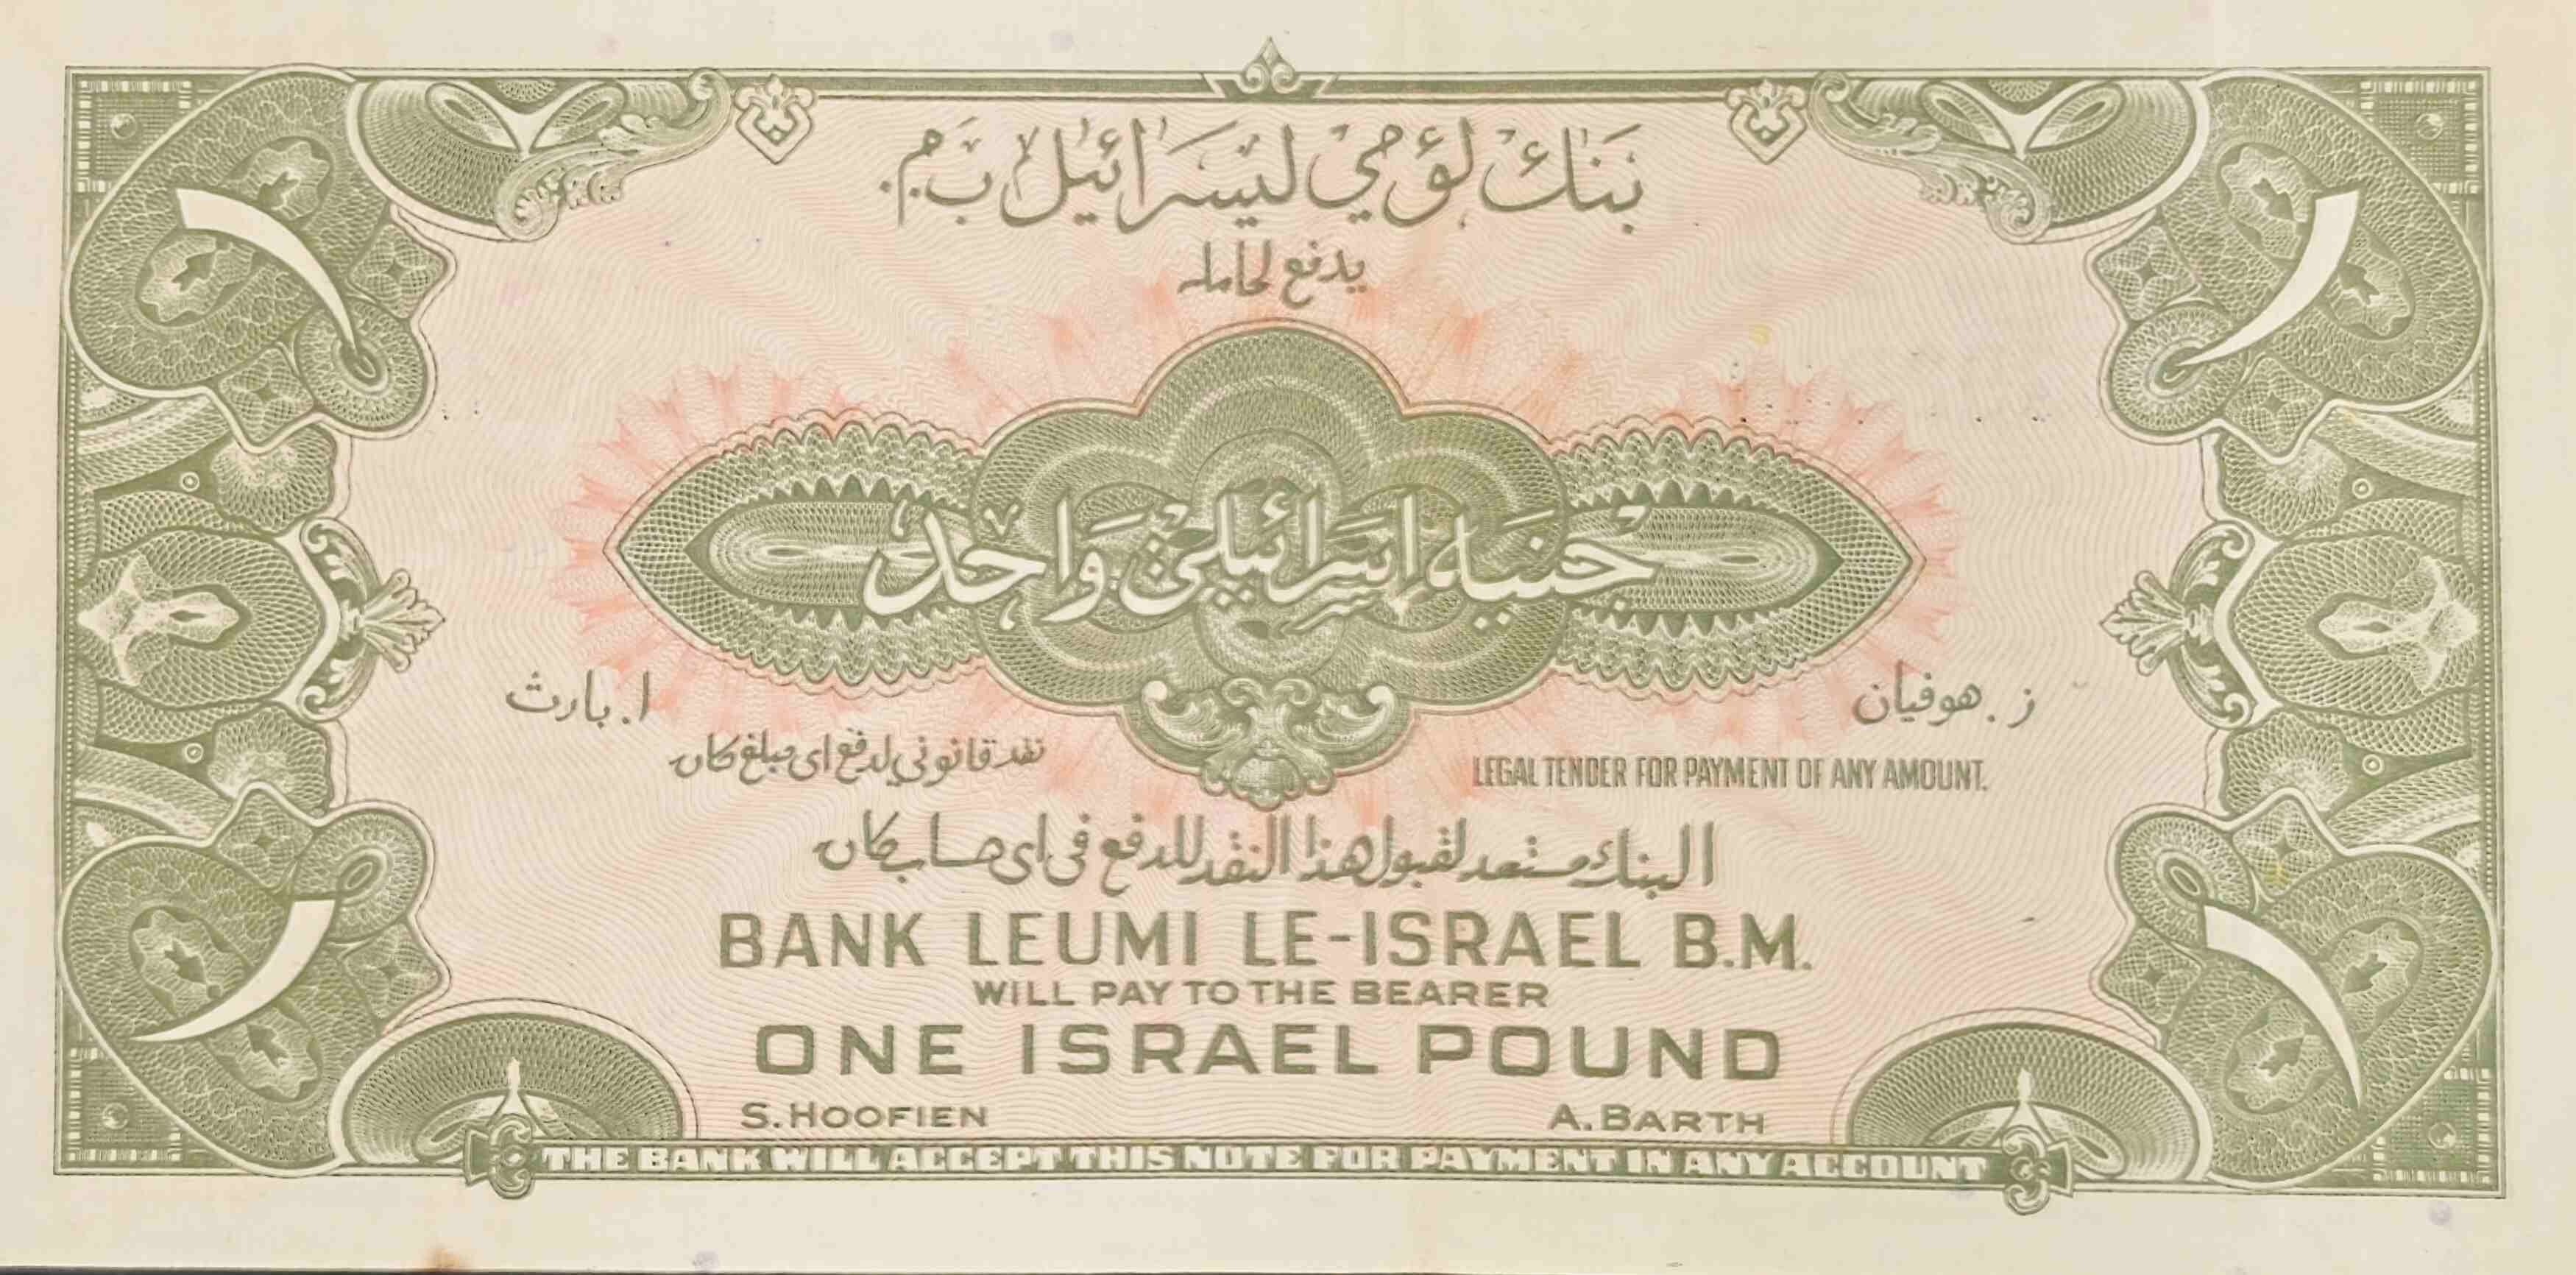 بنك لؤمي ليسرائيل ب.م.
يدفع لحامله
١ ١
جنيه اسرائيلي واحد
ا. بارث
ز. هوفيان
نقد قانوني لدفع اى مبلغ كان
LEGAL TENDER FOR PAYMENT OF ANY AMOUNT.
البنك مستعد لقبول هذا النقد للدفع فى اى حساب كان
١ ١
BANK LEUMI LE-ISRAEL B.M.
WILL PAY TO THE BEARER
ONE ISRAEL POUND
S. HOOFIEN
A. BARTH
THE BANK WILL ACCEPT THIS NOTE FOR PAYMENT IN ANY ACCOUNT